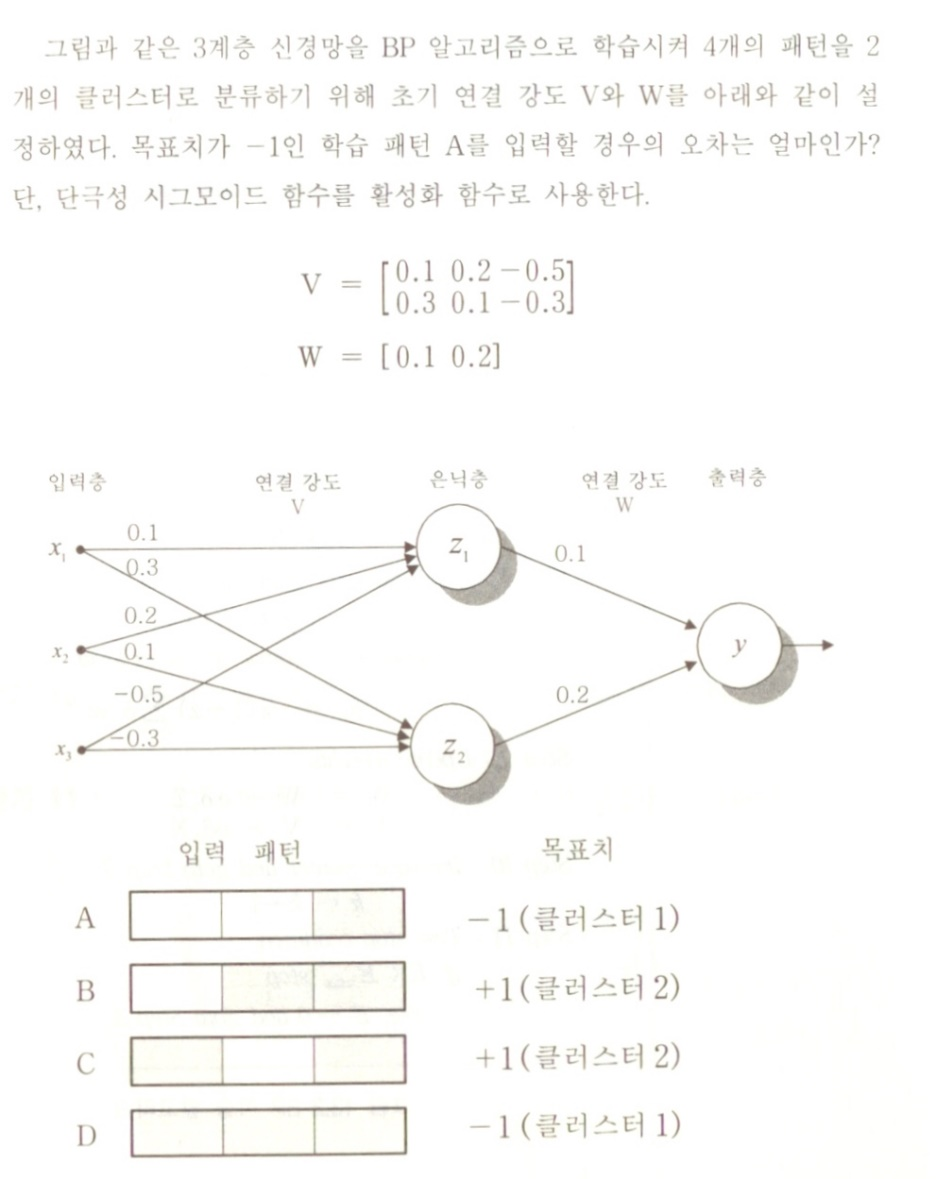 그림과 같은 3계층 신경망을 BP 알고리즘으로 학습시켜 4개의 패턴을 2
개의 클러스터로 분류하기 위해 초기 연결 강도 V와 W를 아래와 같이 설
정하였다. 목표치가 -1인 학습 패턴 A를 입력할 경우의 오차는 얼마인가?
단, 단극성 시그모이드 함수를 활성화 함수로 사용한다.
V = [0.1 0.2 -0.5
0.3 0.1 -0.3]
W = [0.1 0.2]
입력층 연결 강도 은닉층 연결 강도 출력층
V W
x₁ 0.1 z₁ 0.1
0.3
0.2 y
x₂ 0.1
-0.5 0.2
x₃ -0.3 z₂
입력 패턴 목표치
A -1(클러스터 1)
B +1(클러스터 2)
C +1(클러스터 2)
D -1(클러스터 1)